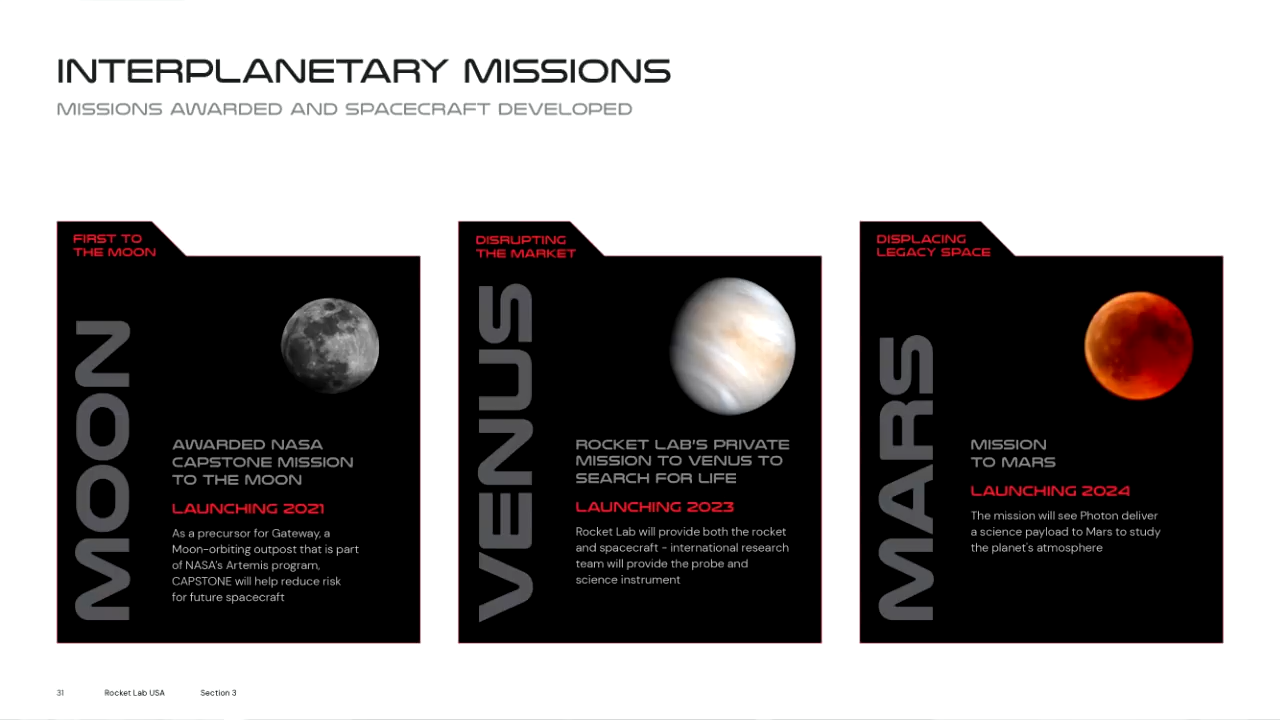 INTERPLANETARY MISSIONS
MISSIONS AWARDED AND SPACECRAFT DEVELOPED
FIRST TO
THE MOON
MOON
AWARDED NASA
CAPSTONE MISSION
TO THE MOON
LAUNCHING 2021
As a precursor for Gateway, a
Moon-orbiting outpost that is part
of NASA's Artemis program,
CAPSTONE will help reduce risk
for future spacecraft
DISRUPTING
THE MARKET
VENUS
ROCKET LAB'S PRIVATE
MISSION TO VENUS TO
SEARCH FOR LIFE
LAUNCHING 2023
Rocket Lab will provide both the rocket
and spacecraft - international research
team will provide the probe and
science instrument
DISPLACING
LEGACY SPACE
MARS
MISSION
TO MARS
LAUNCHING 2024
The mission will see Photon deliver
a science payload to Mars to study
the planet's atmosphere
31 Rocket Lab USA Section 3